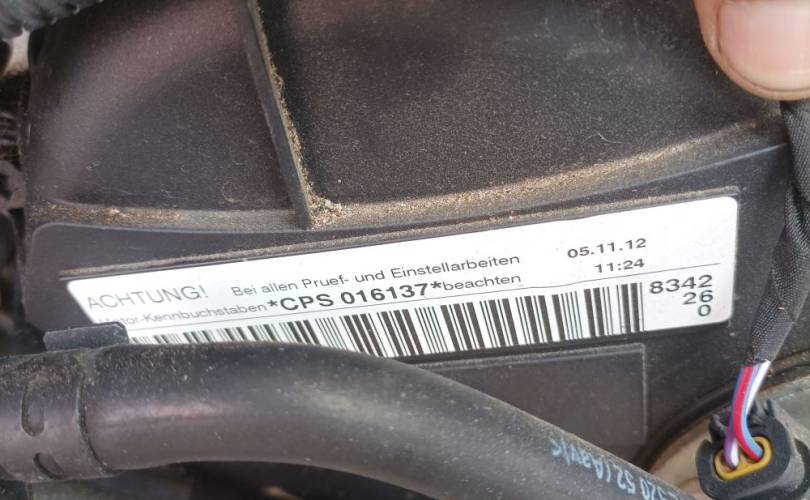 ACHTUNG! Bei allen Pruef- und Einstellarbeiten 05.11.12
Motor-Kennbuchstaben *CPS 016137* beachten 11:24
8342
26
0